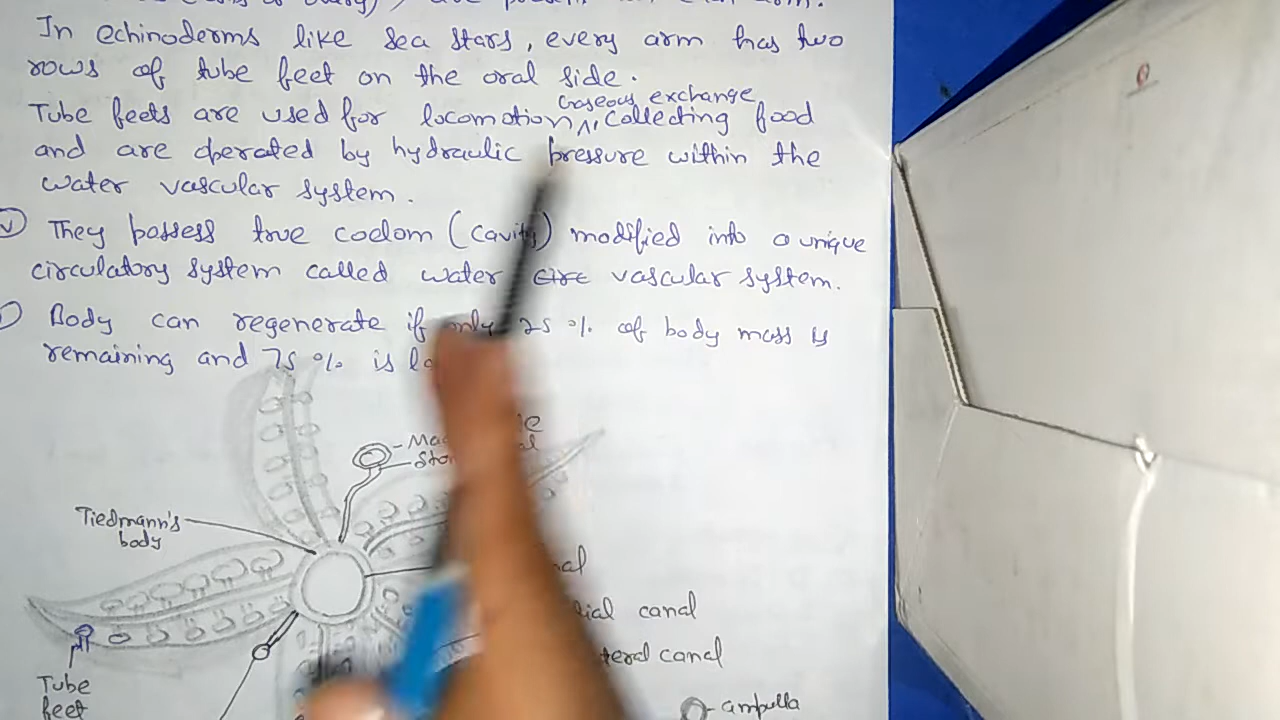 In echinoderms like sea stars, every arm has two
rows of tube feet on the oral side.
Gaseous exchange
Tube feets are used for locomotion, collecting food
and are operated by hydraulic pressure within the
water vascular system.
They possess true coelom (cavity) modified into a unique
circulatory system called water circ vascular system.
Body can regenerate if only 25 % of body mass is
remaining and 75 % is
Tiedmann's
body
canal
lateral canal
Tube
feet
ampulla